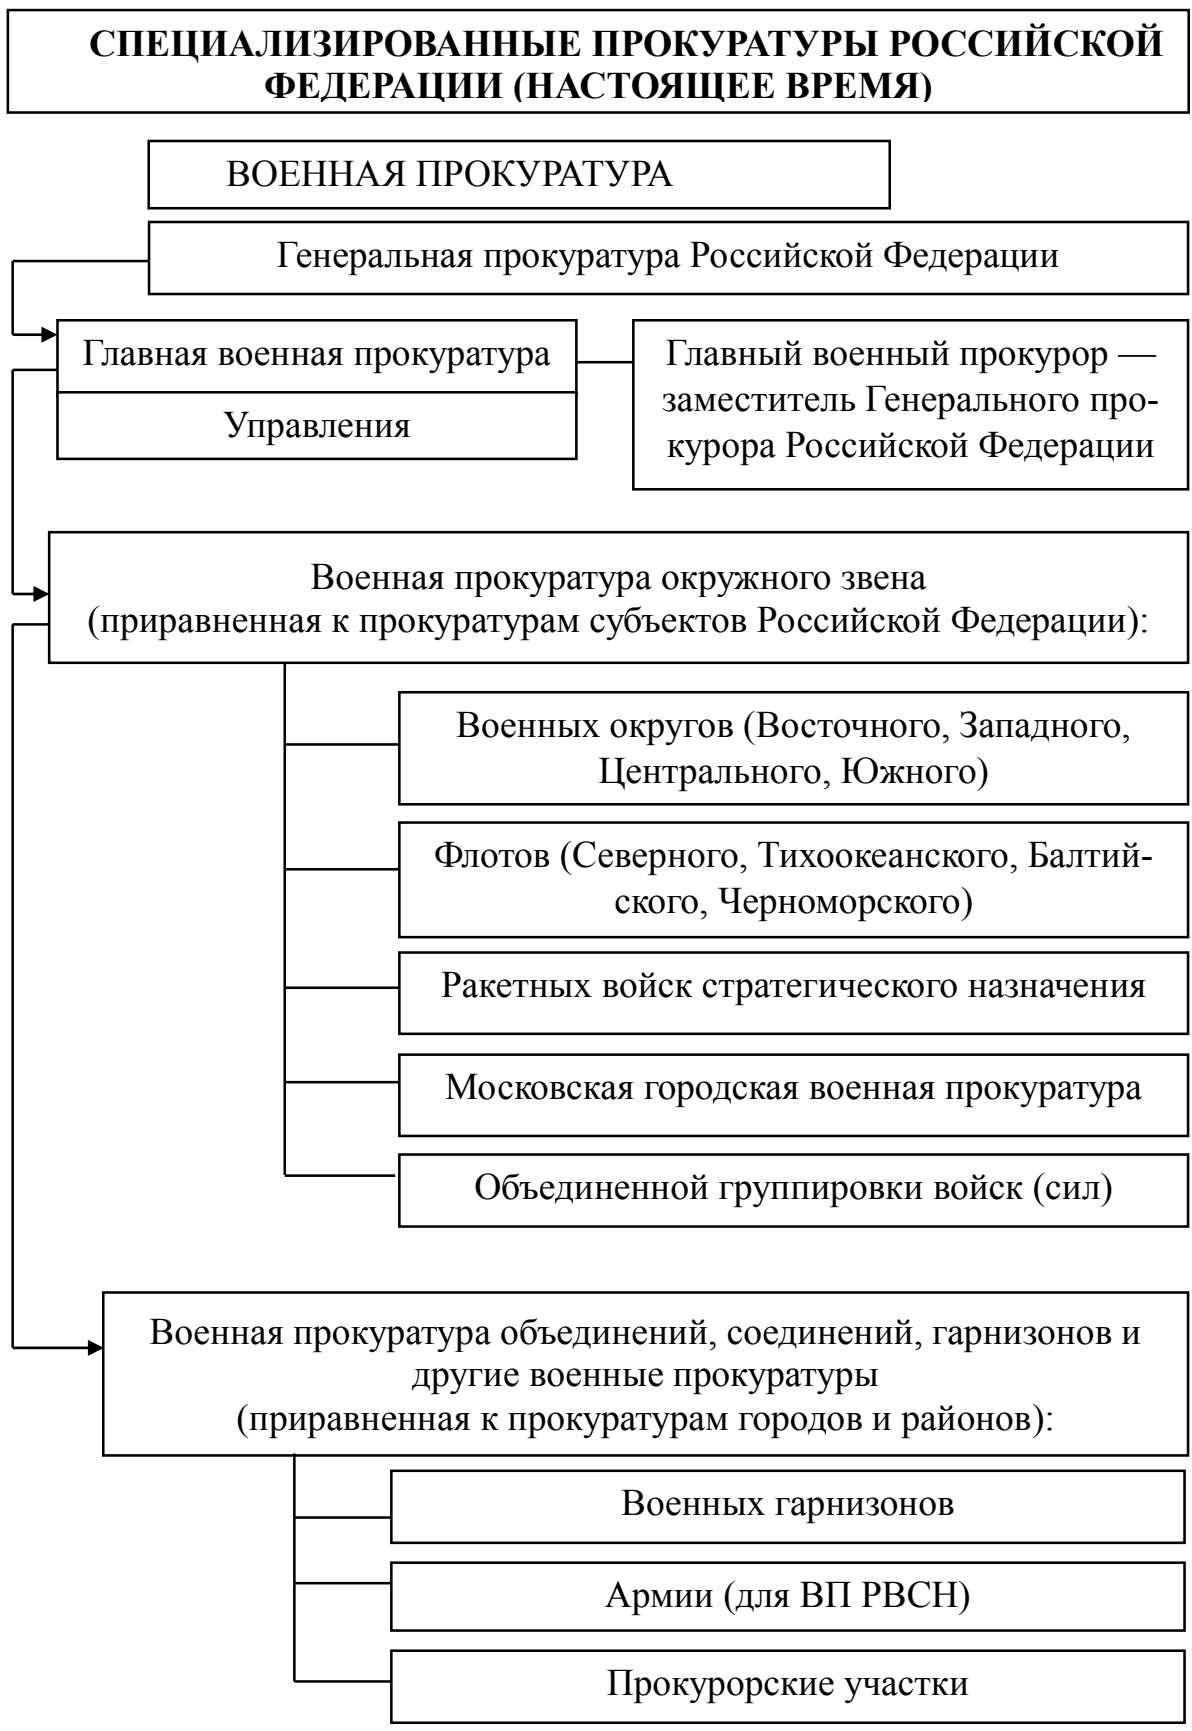 СПЕЦИАЛИЗИРОВАННЫЕ ПРОКУРАТУРЫ РОССИЙСКОЙ
ФЕДЕРАЦИИ (НАСТОЯЩЕЕ ВРЕМЯ)
ВОЕННАЯ ПРОКУРАТУРА
Генеральная прокуратура Российской Федерации
Главная военная прокуратура
Управления
Главный военный прокурор —
заместитель Генерального про-
курора Российской Федерации
Военная прокуратура окружного звена
(приравненная к прокуратурам субъектов Российской Федерации):
Военных округов (Восточного, Западного,
Центрального, Южного)
Флотов (Северного, Тихоокеанского, Балтий-
ского, Черноморского)
Ракетных войск стратегического назначения
Московская городская военная прокуратура
Объединенной группировки войск (сил)
Военная прокуратура объединений, соединений, гарнизонов и
другие военные прокуратуры
(приравненная к прокуратурам городов и районов):
Военных гарнизонов
Армии (для ВП РВСН)
Прокурорские участки